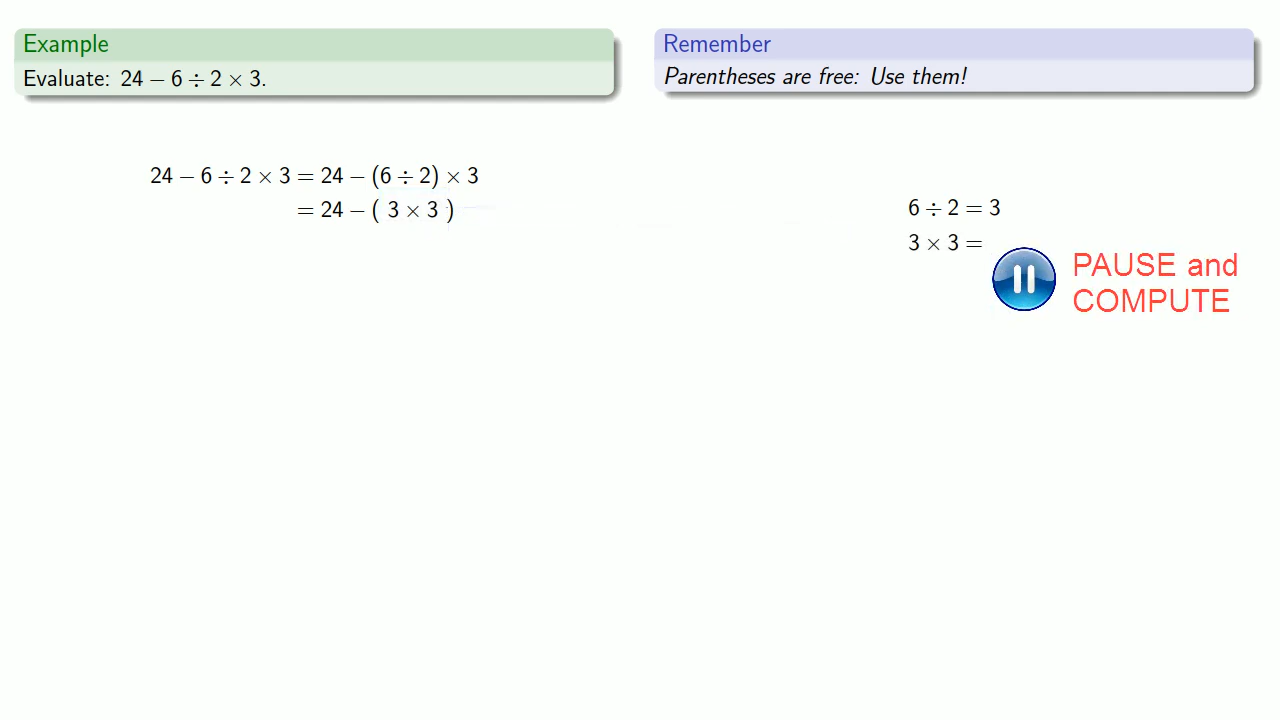 Example
Evaluate: 24 − 6 ÷ 2 × 3.
Remember
Parentheses are free: Use them!
24 − 6 ÷ 2 × 3 = 24 − (6 ÷ 2) × 3
= 24 − ( 3 × 3 )
6 ÷ 2 = 3
3 × 3 =
PAUSE and
COMPUTE